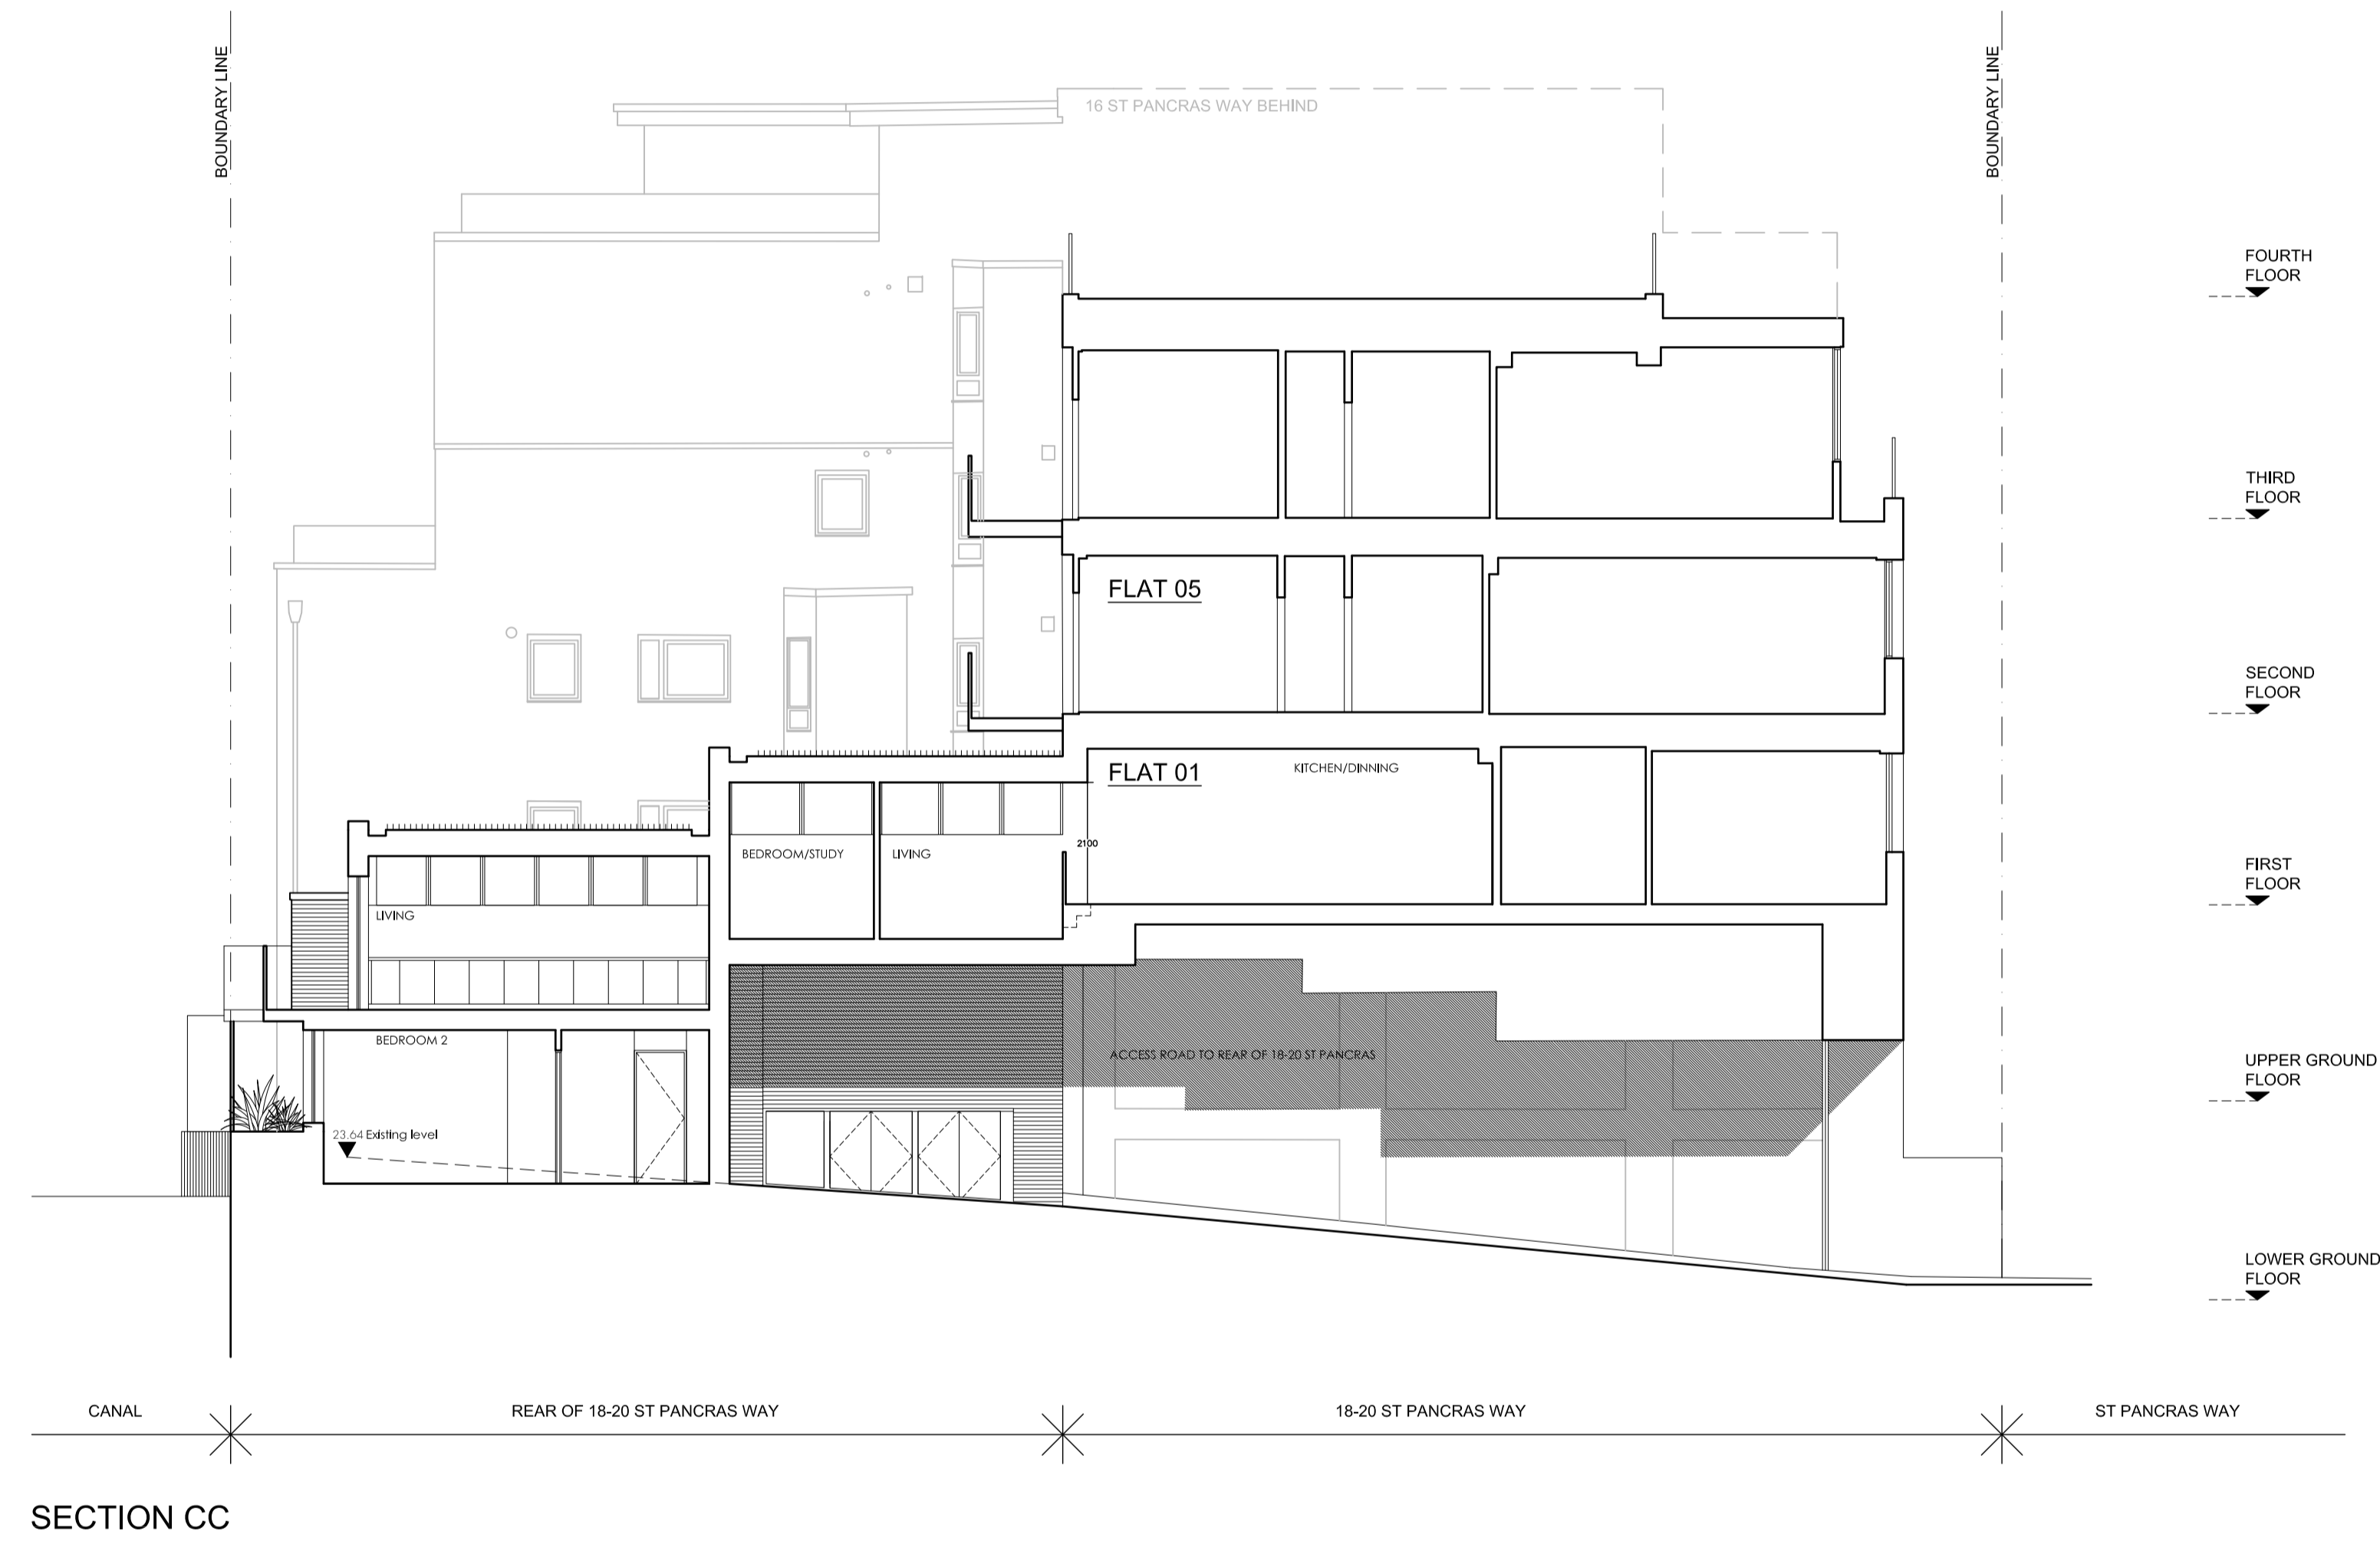 BOUNDARY LINE
BOUNDARY LINE
16 ST PANCRAS WAY BEHIND
FOURTH
FLOOR
THIRD
FLOOR
FLAT 05
SECOND
FLOOR
FLAT 01
KITCHEN/DINNING
2100
BEDROOM/STUDY
LIVING
FIRST
FLOOR
LIVING
BEDROOM 2
ACCESS ROAD TO REAR OF 18-20 ST PANCRAS
UPPER GROUND
FLOOR
23.64 Existing level
LOWER GROUND
FLOOR
CANAL
REAR OF 18-20 ST PANCRAS WAY
18-20 ST PANCRAS WAY
ST PANCRAS WAY
SECTION CC